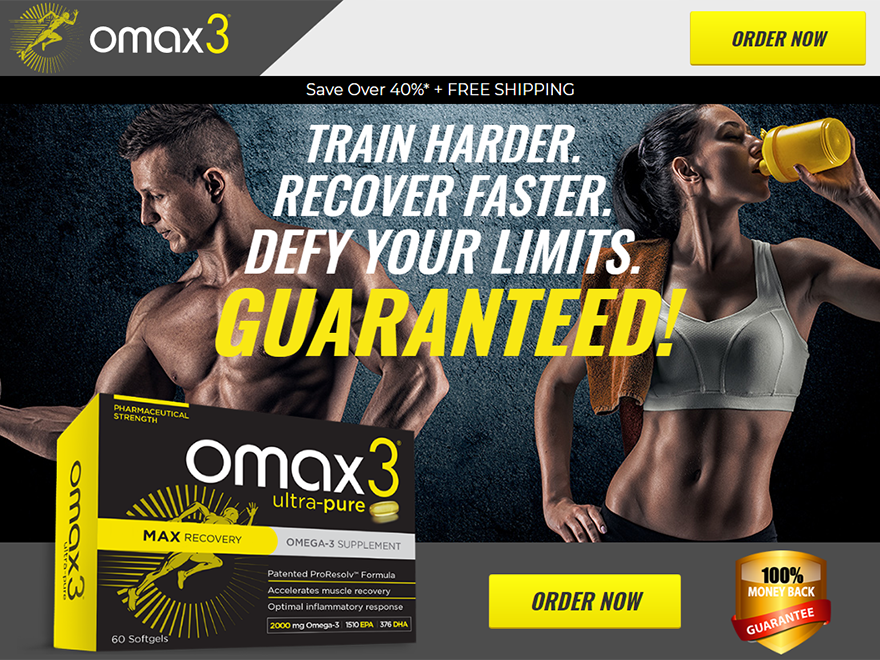 omax3®
ORDER NOW
Save Over 40%* + FREE SHIPPING
TRAIN HARDER.
RECOVER FASTER.
DEFY YOUR LIMITS.
GUARANTEED!
PHARMACEUTICAL
STRENGTH
omax3®
ultra-pure
omax3
ultra-pure
MAX RECOVERY
OMEGA-3 SUPPLEMENT
Patented ProResolv™ Formula
Accelerates muscle recovery
Optimal inflammatory response
2000 mg Omega-3 | 1510 EPA | 376 DHA
60 Softgels
ORDER NOW
100%
MONEY BACK
GUARANTEE